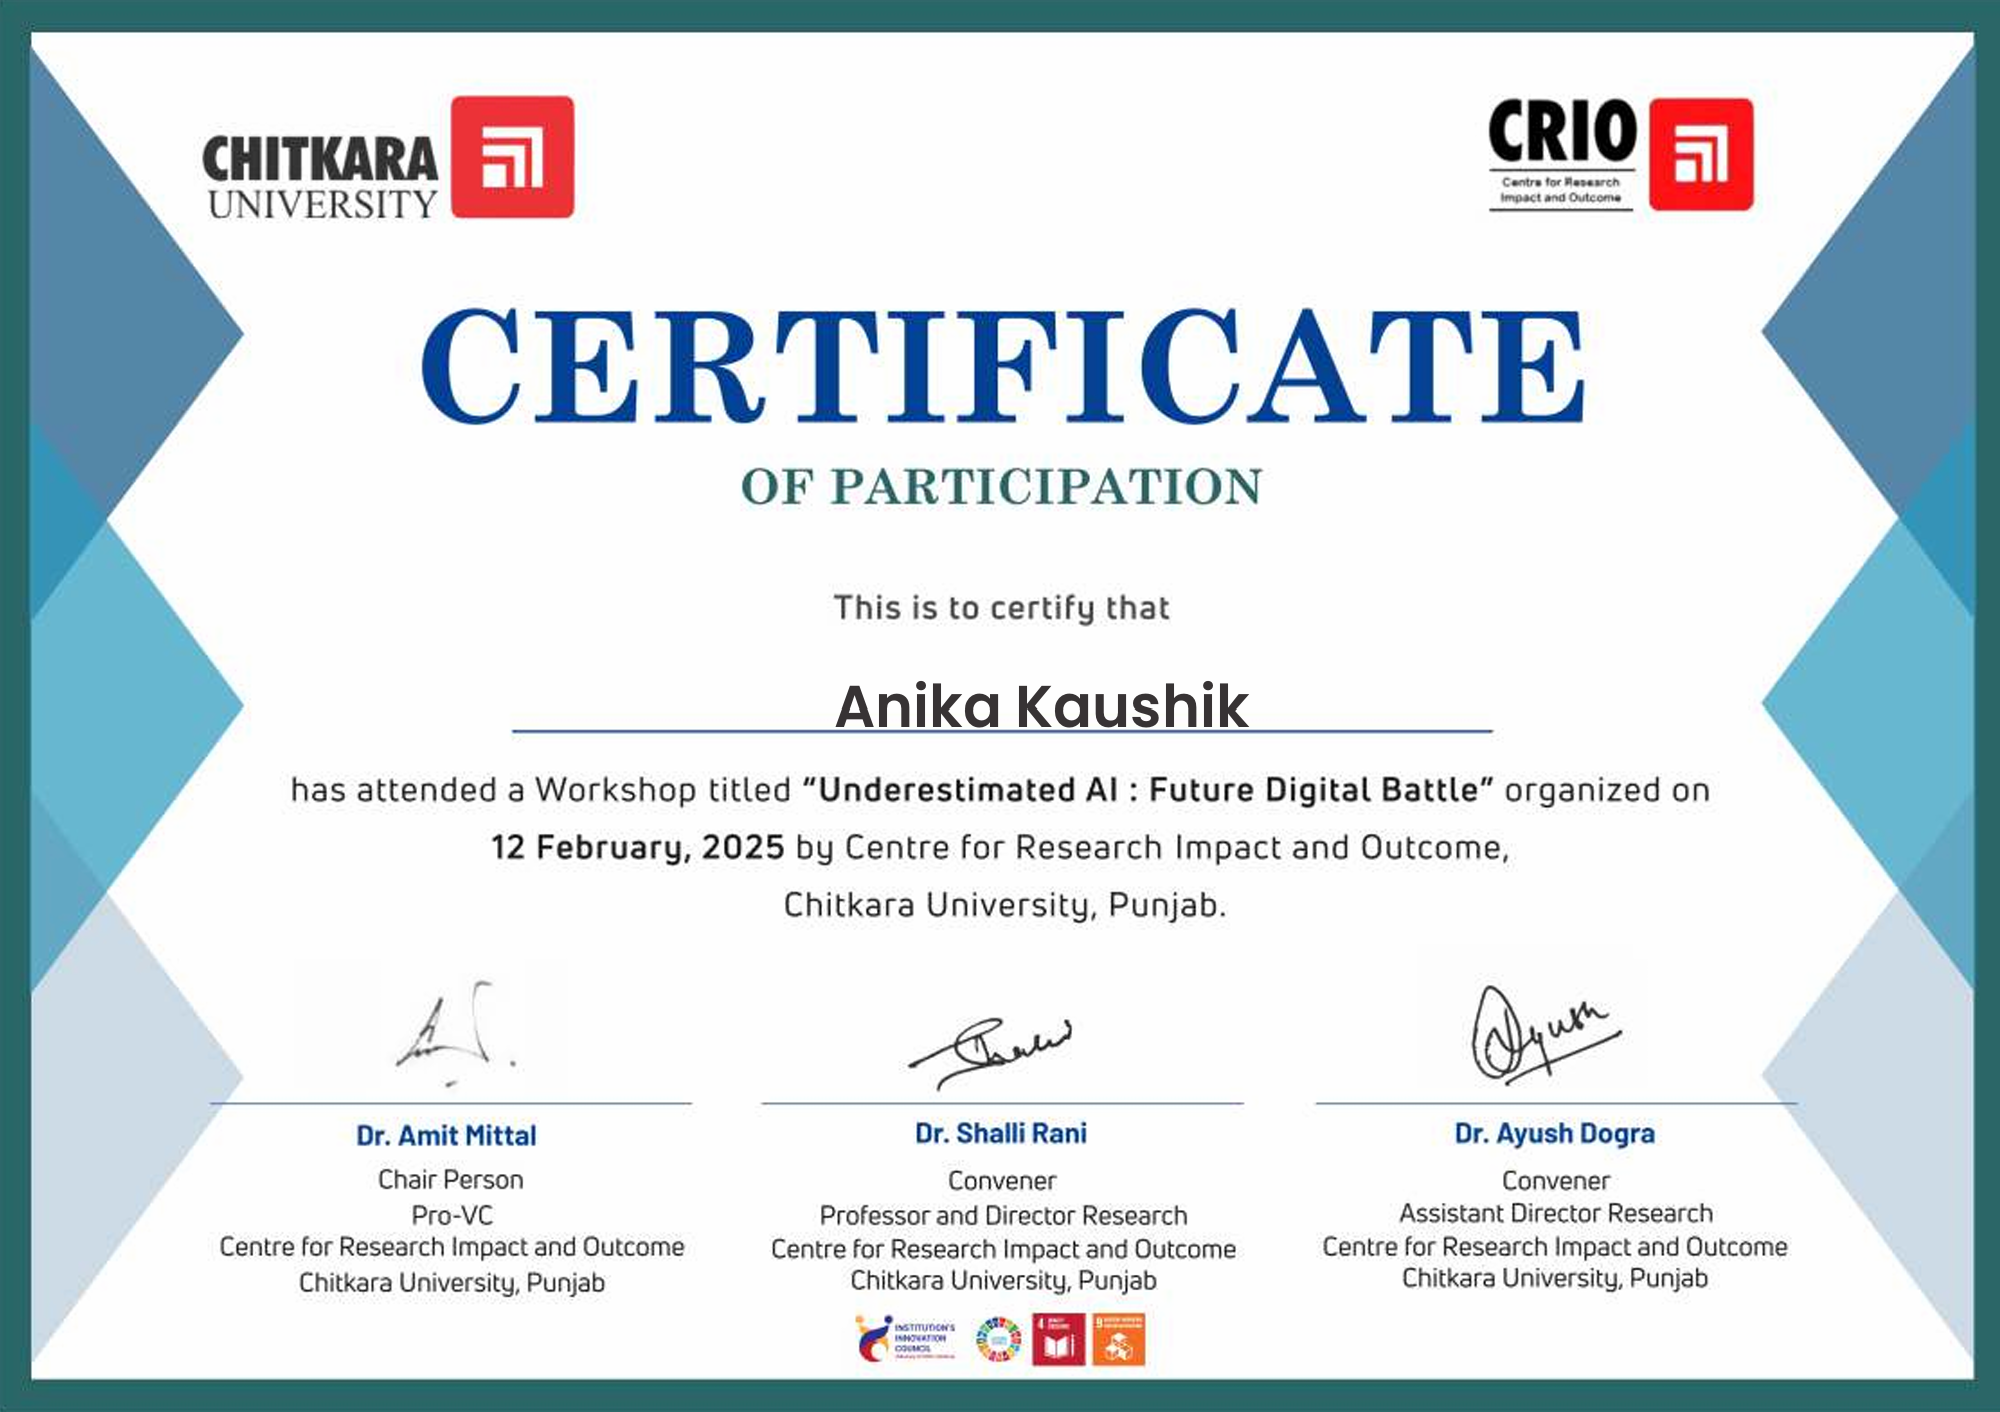 CHITKARA
UNIVERSITY
CRIO
Centre for Research
Impact and Outcome
CERTIFICATE
OF PARTICIPATION
This is to certify that
Anika Kaushik
has attended a Workshop titled “Underestimated AI : Future Digital Battle” organized on
12 February, 2025 by Centre for Research Impact and Outcome,
Chitkara University, Punjab.
Ayush
Dr. Amit Mittal
Chair Person
Pro-VC
Centre for Research Impact and Outcome
Chitkara University, Punjab
Dr. Shalli Rani
Convener
Professor and Director Research
Centre for Research Impact and Outcome
Chitkara University, Punjab
Dr. Ayush Dogra
Convener
Assistant Director Research
Centre for Research Impact and Outcome
Chitkara University, Punjab
INSTITUTION'S
INNOVATION
COUNCIL
4
9